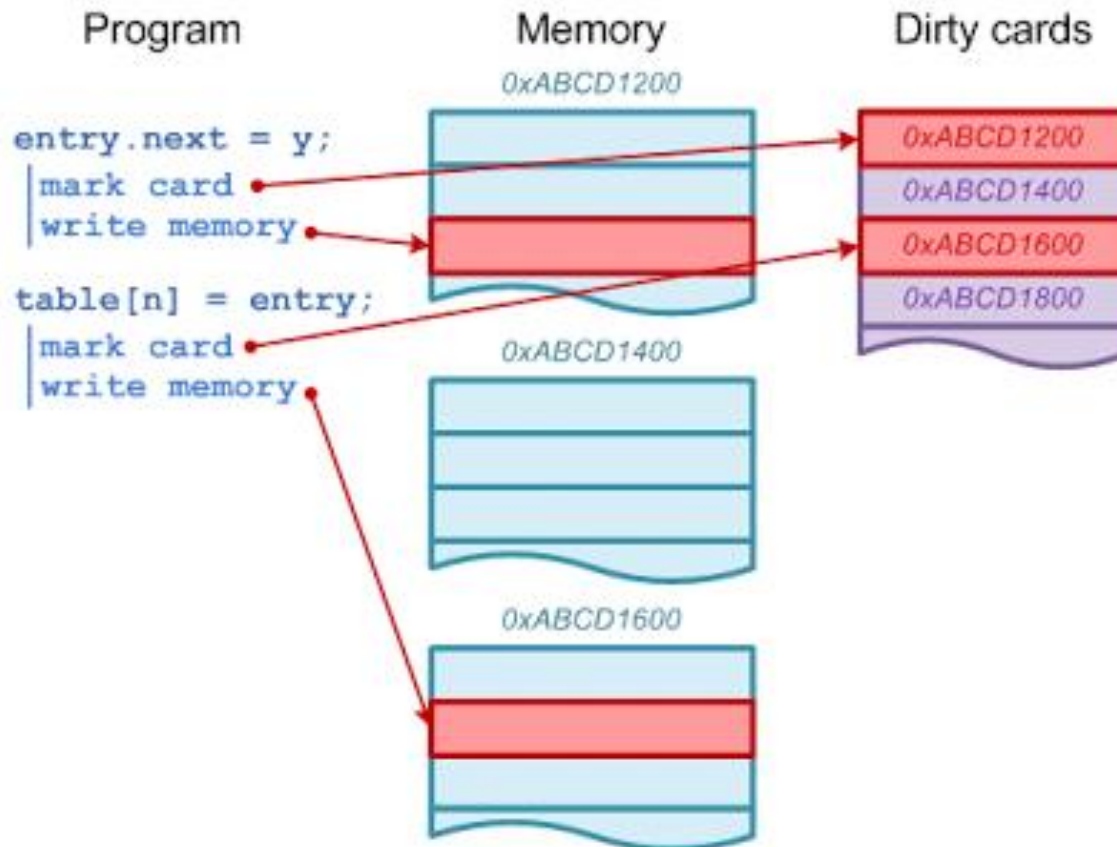 Program
entry.next = y;
mark card
write memory
table[n] = entry;
mark card
write memory
Memory
0xABCD1200
0xABCD1400
0xABCD1600
Dirty cards
0xABCD1200
0xABCD1400
0xABCD1600
0xABCD1800